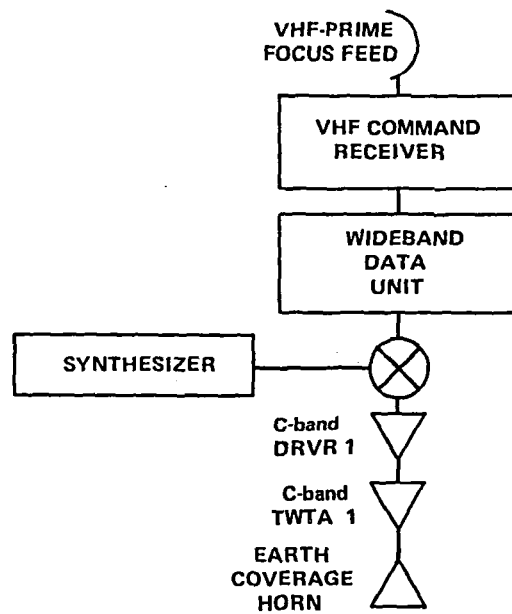 VHF-PRIME
FOCUS FEED
VHF COMMAND
RECEIVER
WIDEBAND
DATA
UNIT
SYNTHESIZER
C-band
DRVR 1
C-band
TWTA 1
EARTH
COVERAGE
HORN